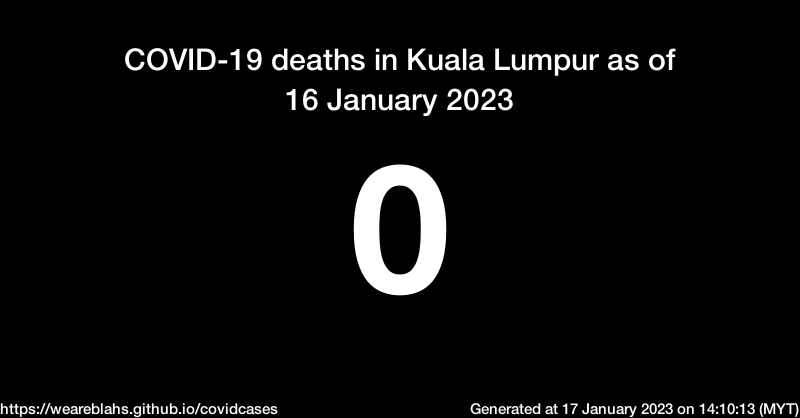 COVID-19 deaths in Kuala Lumpur as of
16 January 2023
0
https://weareblahs.github.io/covidcases
Generated at 17 January 2023 on 14:10:13 (MYT)